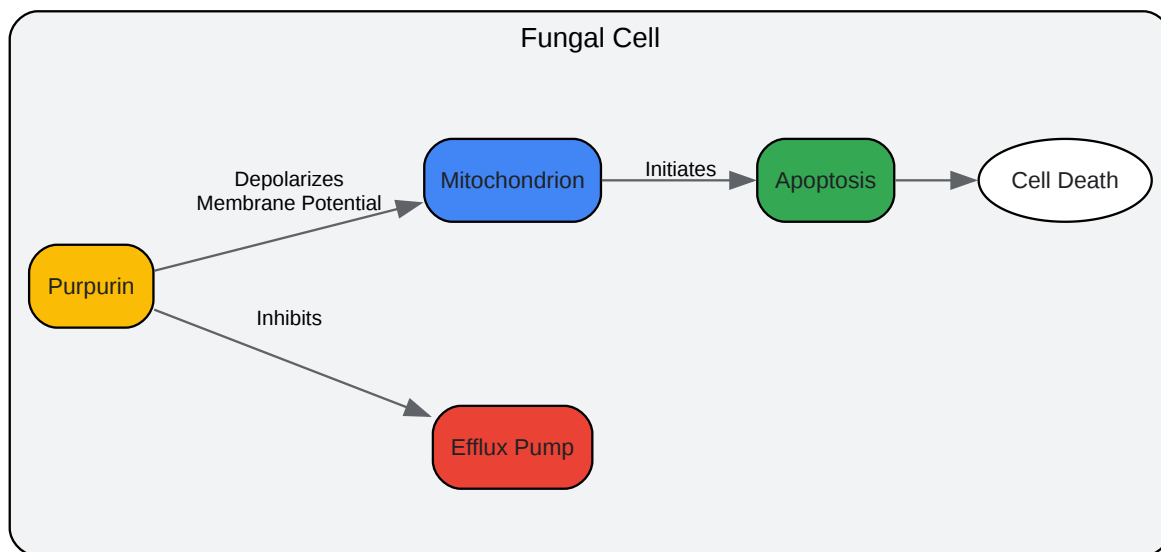 Fungal Cell
Depolarizes
Membrane Potential
Mitochondrion
Initiates
Apoptosis
Cell Death
Purpurin
Inhibits
Efflux Pump